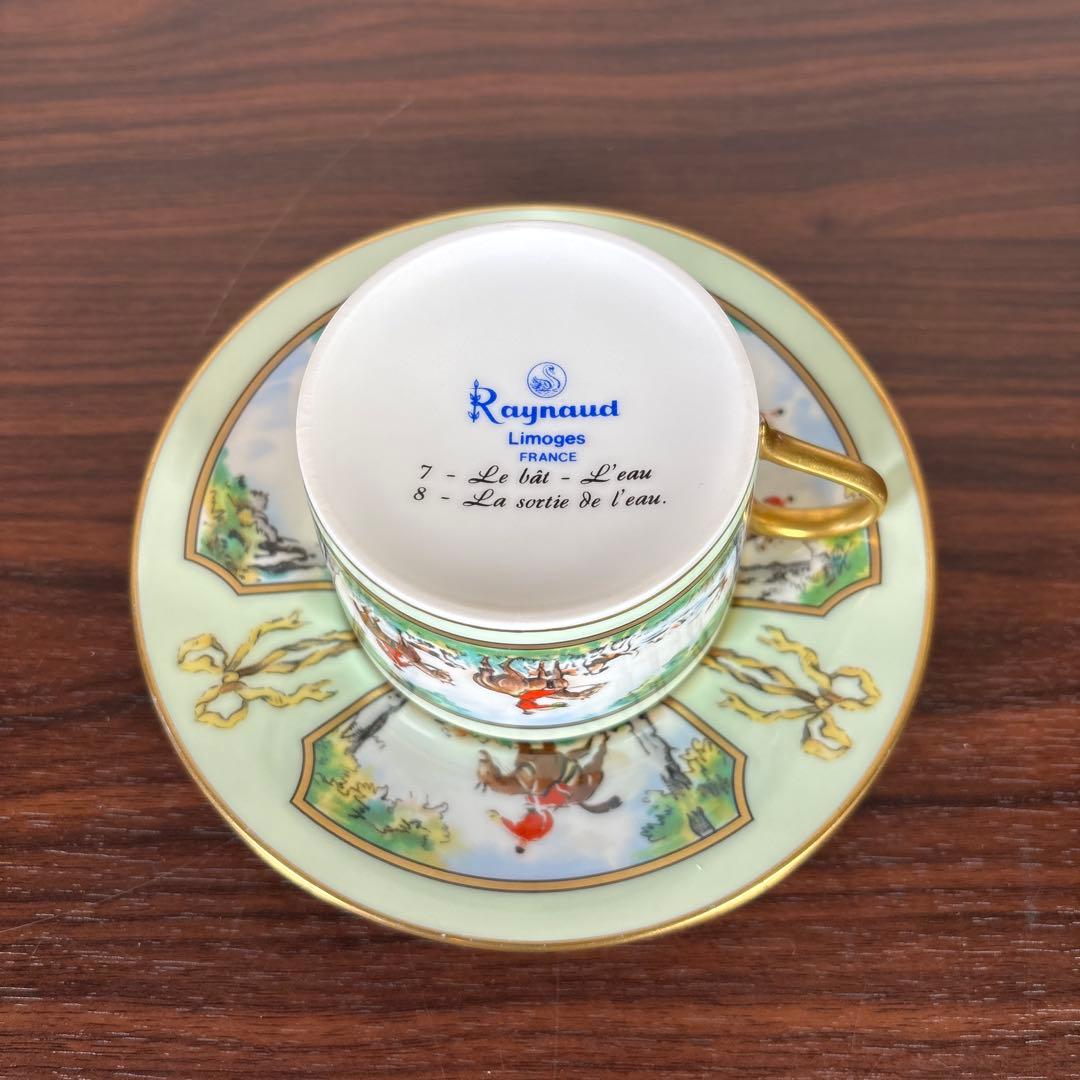 Raynaud
Limoges
FRANCE
7 - Le bât - L'eau
8 - La sortie de l'eau.